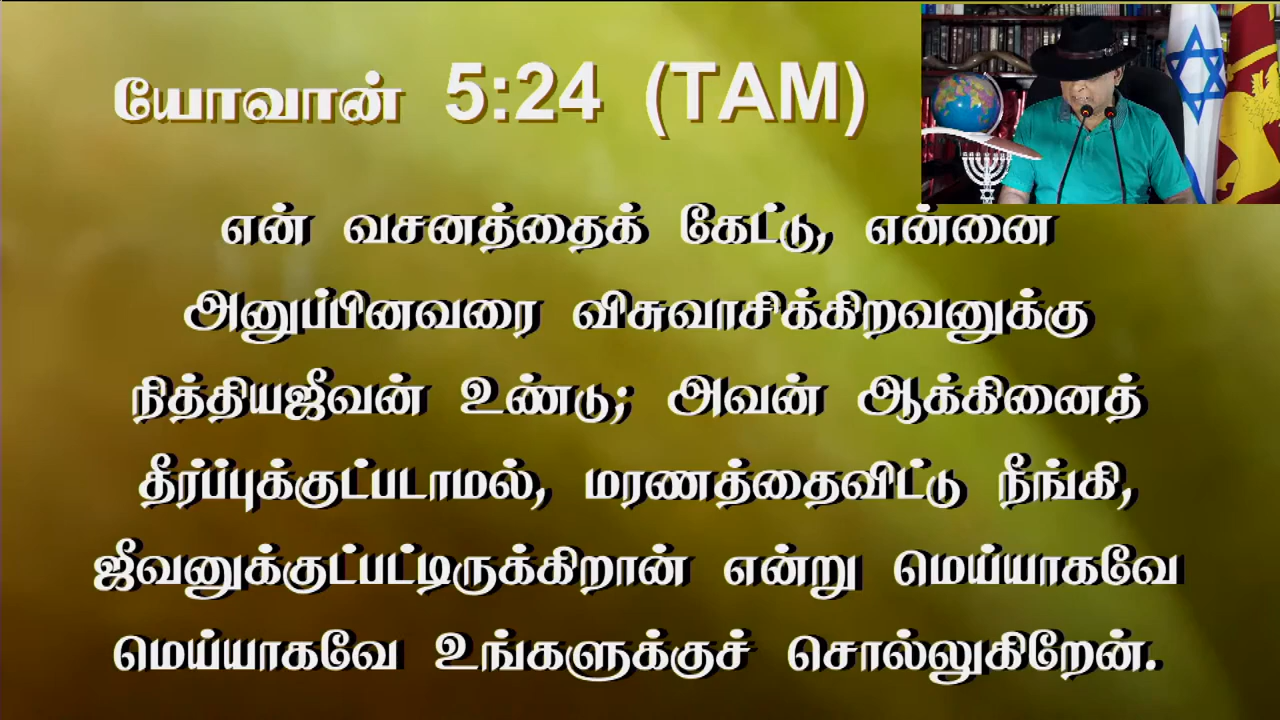 யோவான் 5:24 (TAM)
என் வசனத்தைக் கேட்டு, என்னை
அனுப்பினவரை விசுவாசிக்கிறவனுக்கு
நித்தியஜீவன் உண்டு; அவன் ஆக்கினைத்
தீர்ப்புக்குட்படாமல், மரணத்தைவிட்டு நீங்கி,
ஜீவனுக்குட்பட்டிருக்கிறான் என்று மெய்யாகவே
மெய்யாகவே உங்களுக்குச் சொல்லுகிறேன்.